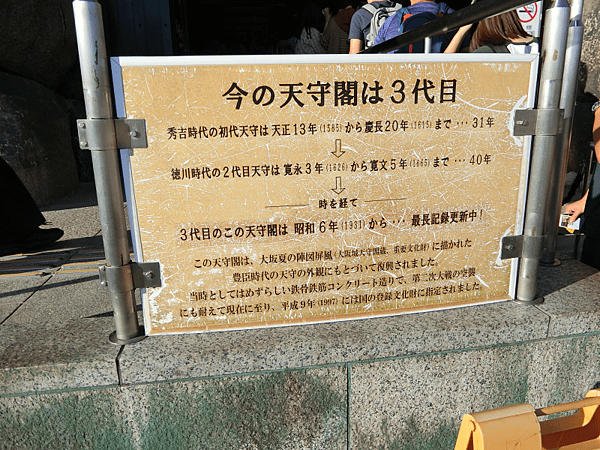 今の天守閣は3代目
秀吉時代の初代天守は 天正13年(1585)から慶長20年(1615)まで ･･･ 31年
徳川時代の2代目天守は 寛永3年(1626)から寛文5年(1665)まで ･･･ 40年
時を経て
3代目のこの天守閣は 昭和6年(1931)から･･･ 最長記録更新中!
この天守閣は、大坂夏の陣図屏風(大阪城天守閣蔵、重要文化財)に描かれた
豊臣時代の天守の外観にもとづいて復興されました。
当時としてはめずらしい鉄骨鉄筋コンクリート造りで、第二次大戦の空襲
にも耐えて現在に至り、平成9年(1997)には国の登録文化財に指定されました